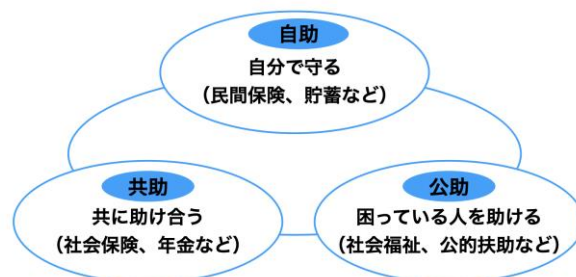 自助
自分で守る
（民間保険、貯蓄など）
共助
共に助け合う
（社会保険、年金など）
公助
困っている人を助ける
（社会福祉、公的扶助など）